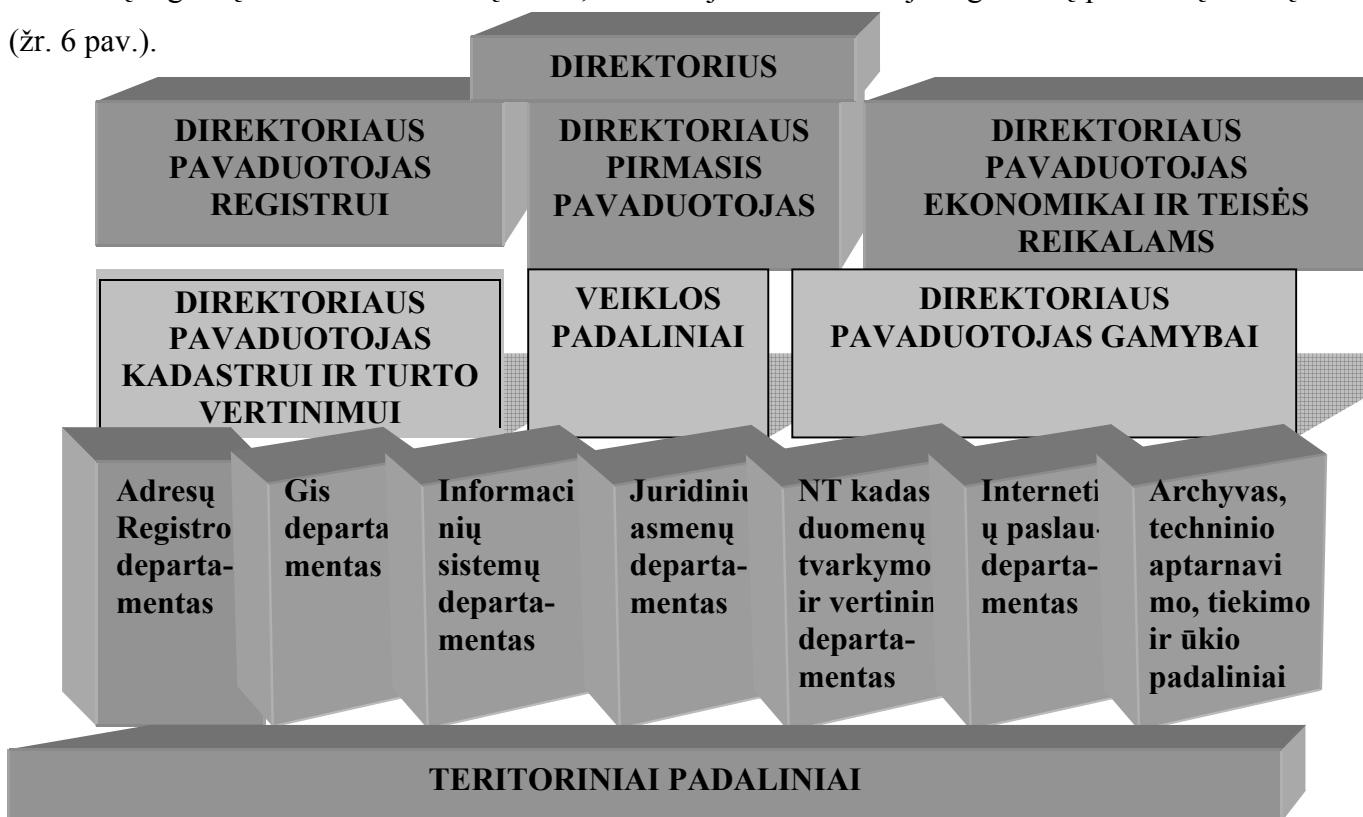 (žr. 6 pav.).
DIREKTORIUS
DIREKTORIAUS
PAVADUOTOJAS
REGISTRUI
DIREKTORIAUS
PIRMASIS
PAVADUOTOJAS
DIREKTORIAUS
PAVADUOTOJAS
EKONOMIKAI IR TEISĖS
REIKALAMS
DIREKTORIAUS
PAVADUOTOJAS
KADASTRUI IR TURTO
VERTINIMUI
VEIKLOS
PADALINIAI
DIREKTORIAUS
PAVADUOTOJAS GAMYBAI
Adresų
Registro
departa-
mentas
Gis
departa
mentas
Informaci
nių
sistemų
departa-
mentas
Juridinių
asmenų
departa-
mentas
NT kadas
duomenų
tvarkymo
ir vertinin
departa-
mentas
Interneti
ų paslau-
departa-
mentas
Archyvas,
techninio
aptarnavi
mo, tiekimo
ir ūkio
padaliniai
TERITORINIAI PADALINIAI